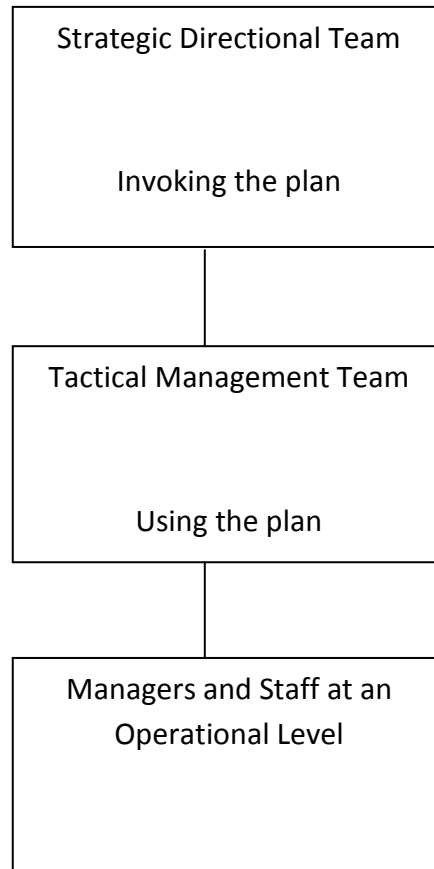 Strategic Directional Team
Invoking the plan
Tactical Management Team
Using the plan
Managers and Staff at an
Operational Level